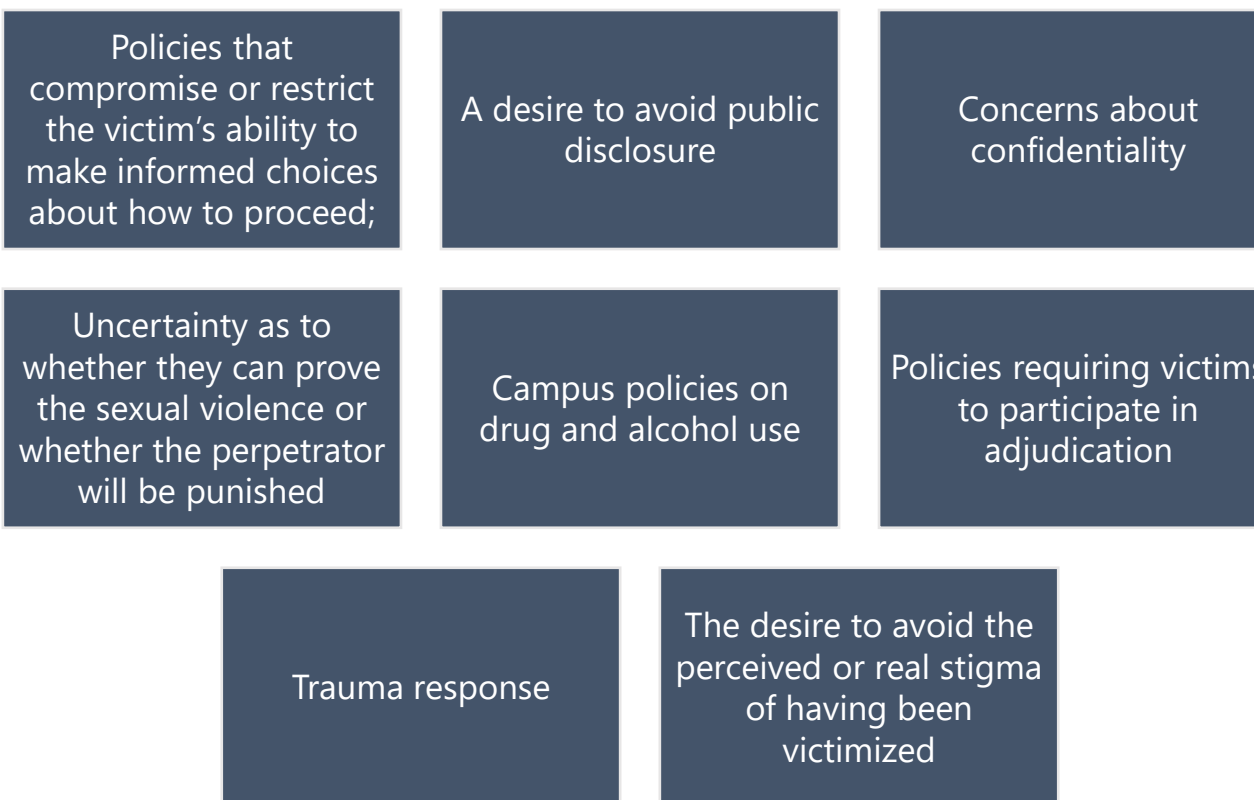 Policies that
compromise or restrict
the victim's ability to
make informed choices
about how to proceed;
A desire to avoid public
disclosure
Concerns about
confidentiality
Uncertainty as to
whether they can prove
the sexual violence or
whether the perpetrator
will be punished
Campus policies on
drug and alcohol use
Policies requiring victims
to participate in
adjudication
Trauma response
The desire to avoid the
perceived or real stigma
of having been
victimized